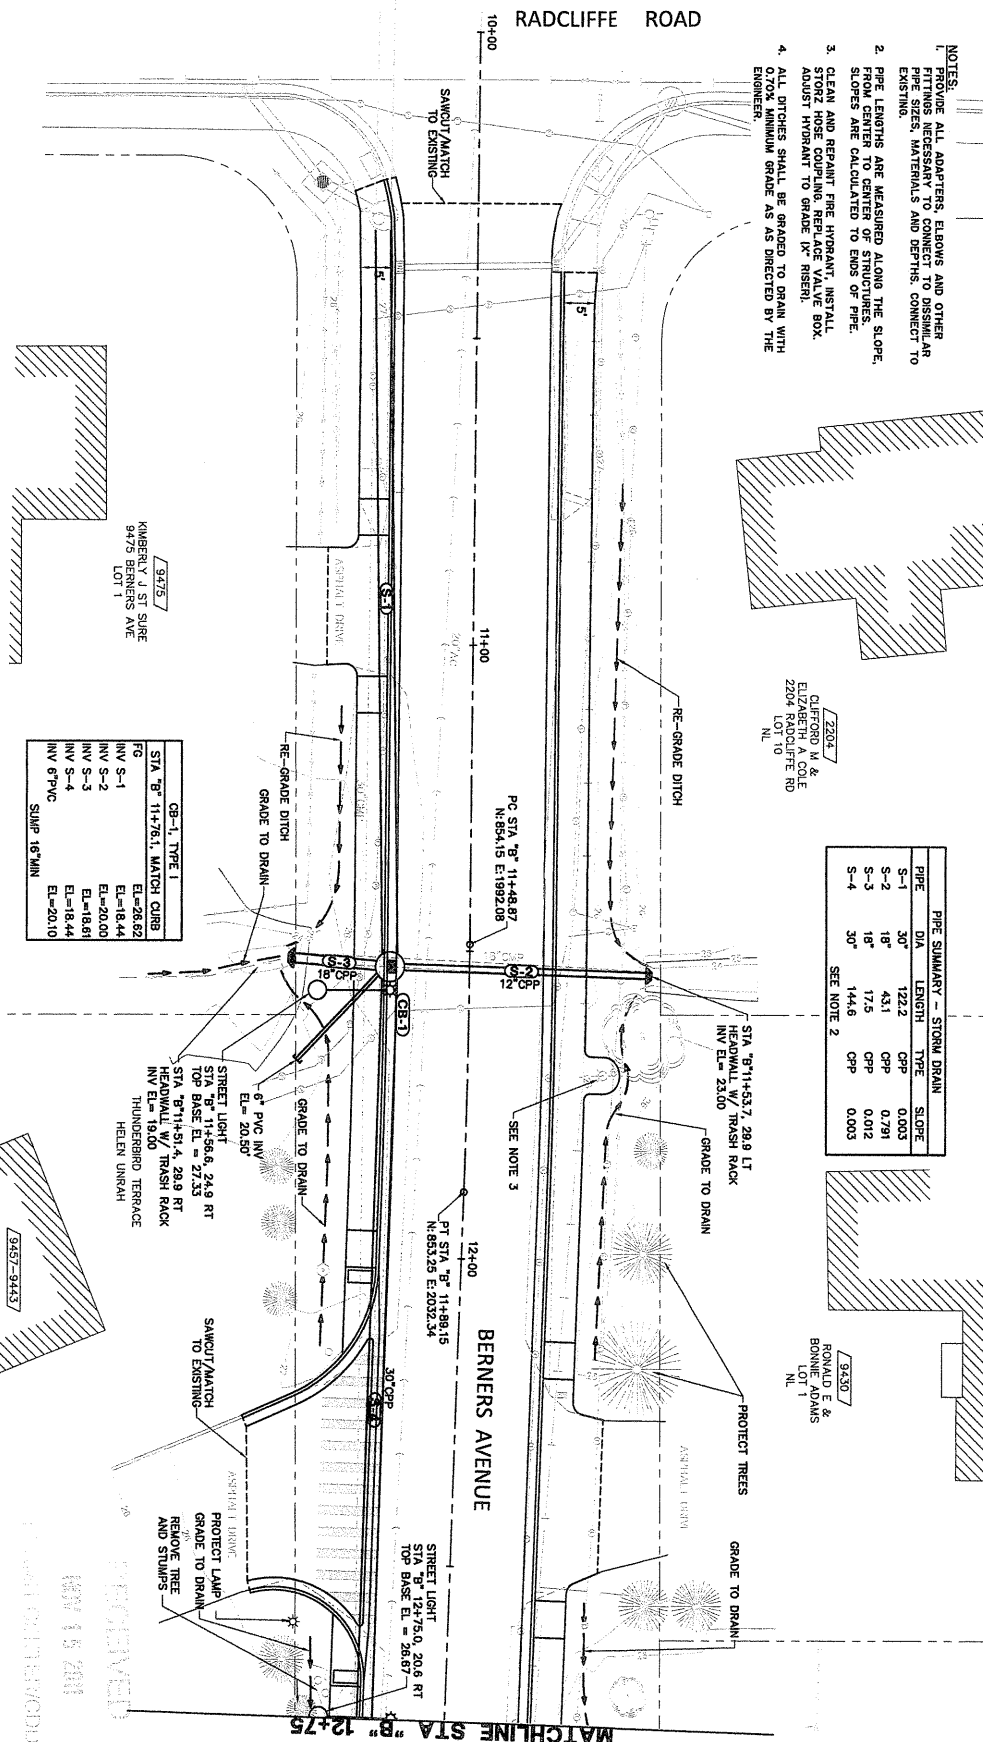 RADCLIFFE ROAD
NOTES:
1. PROVIDE ALL ADAPTERS, ELBOWS AND OTHER
FITTINGS NECESSARY TO CONNECT TO DISSIMILAR
PIPE SIZES, MATERIALS AND DEPTHS. CONNECT TO
EXISTING.
2. PIPE LENGTHS ARE MEASURED ALONG THE SLOPE,
FROM CENTER TO CENTER OF STRUCTURES.
SLOPES ARE CALCULATED TO ENDS OF PIPE.
3. CLEAN AND REPAINT FIRE HYDRANT, INSTALL
STORZ HOSE COUPLING. REPLACE VALVE BOX.
ADJUST HYDRANT TO GRADE (X" RISER).
4. ALL DITCHES SHALL BE GRADED TO DRAIN WITH
0.70% MINIMUM GRADE AS AS DIRECTED BY THE
ENGINEER.
10+00
SAWCUT/MATCH
TO EXISTING
5'
5'
2204
CLIFFORD M &
ELIZABETH A COLE
2204 RADCLIFFE RD
LOT 10
NL
RE-GRADE DITCH
PIPE SUMMARY - STORM DRAIN
PIPE DIA LENGTH TYPE SLOPE
S-1 30" 122.2 CPP 0.003
S-2 18" 43.1 CPP 0.791
S-3 18" 17.5 CPP 0.012
S-4 30" 144.6 CPP 0.003
SEE NOTE 2
9475
KIMBERLY J ST SURE
9475 BERNERS AVE
LOT 1
ASPHALT DRIVE
S-1
11+00
20"AC
PC STA "B" 11+48.87
N:854.15 E:1992.08
RE-GRADE DITCH
GRADE TO DRAIN
CB-1, TYPE I
STA "B" 11+76.1, MATCH CURB
FG EL=26.62
INV S-1 EL=18.44
INV S-2 EL=20.00
INV S-3 EL=18.61
INV S-4 EL=18.44
INV 6"PVC EL=20.10
SUMP 16"MIN
S-3
18"CPP
S-2
12"CPP
CB-1
STA "B"11+53.7, 29.9 LT
HEADWALL W/ TRASH RACK
INV EL= 23.00
GRADE TO DRAIN
SEE NOTE 3
6" PVC INV
EL= 20.50'
GRADE TO DRAIN
STREET LIGHT
STA "B" 11+56.6, 24.9 RT
TOP BASE EL = 27.33
STA "B"11+51.4, 29.9 RT
HEADWALL W/ TRASH RACK
INV EL= 19.00
THUNDERBIRD TERRACE
HELEN UNRAH
9457-9443
PT STA "B" 11+89.15
N:853.25 E:2032.34
12+00
BERNERS AVENUE
PROTECT TREES
9430
RONALD E &
BONNIE ADAMS
LOT 1
NL
SAWCUT/MATCH
TO EXISTING
30"CPP
ASPHALT DRIVE
ASPHALT DRIVE
GRADE TO DRAIN
STREET LIGHT
STA "B" 12+75.0, 20.6 RT
TOP BASE EL = 26.67
PROTECT LAMP
GRADE TO DRAIN
REMOVE TREE
AND STUMPS
MATCHLINE STA "B" 12+75